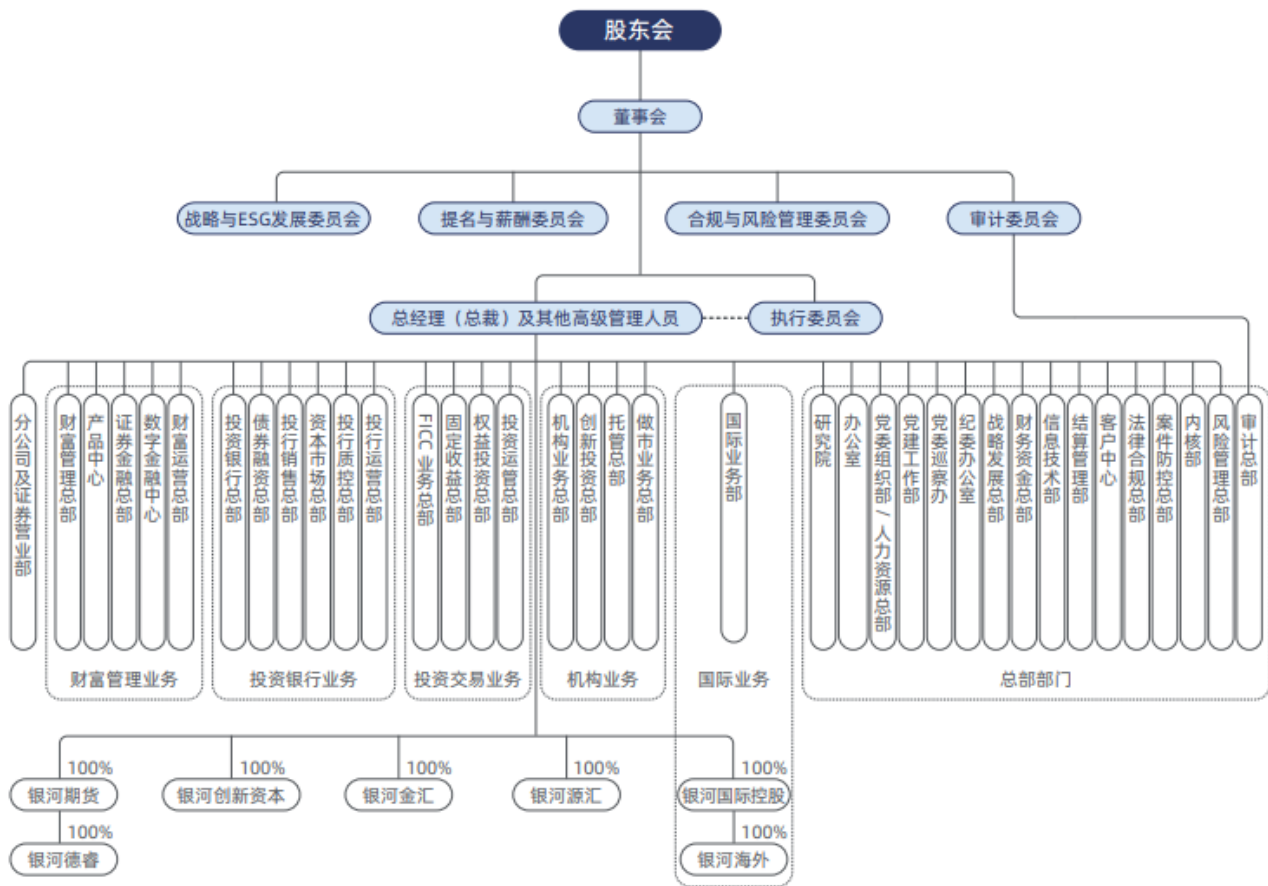 股东会
董事会
战略与ESG发展委员会
提名与薪酬委员会
合规与风险管理委员会
审计委员会
总经理（总裁）及其他高级管理人员
执行委员会
分公司及证券营业部
财富管理总部
产品中心
证券金融总部
数字金融中心
财富运营总部
财富管理业务
投资银行总部
债券融资总部
投行销售总部
资本市场总部
投行质控总部
投行运营总部
投资银行业务
FICC 业务总部
固定收益总部
权益投资总部
投资运管总部
投资交易业务
机构业务总部
创新投资总部
托管总部
做市业务总部
机构业务
国际业务部
国际业务
研究院
办公室
党委组织部 / 人力资源总部
党建工作部
党委巡察办
纪委办公室
战略发展总部
财务资金总部
信息技术部
结算管理部
客户中心
法律合规总部
案件防控总部
内核部
风险管理总部
审计总部
总部部门
100%
100%
100%
100%
100%
银河期货
银河创新资本
银河金汇
银河源汇
银河国际控股
100%
100%
银河德睿
银河海外